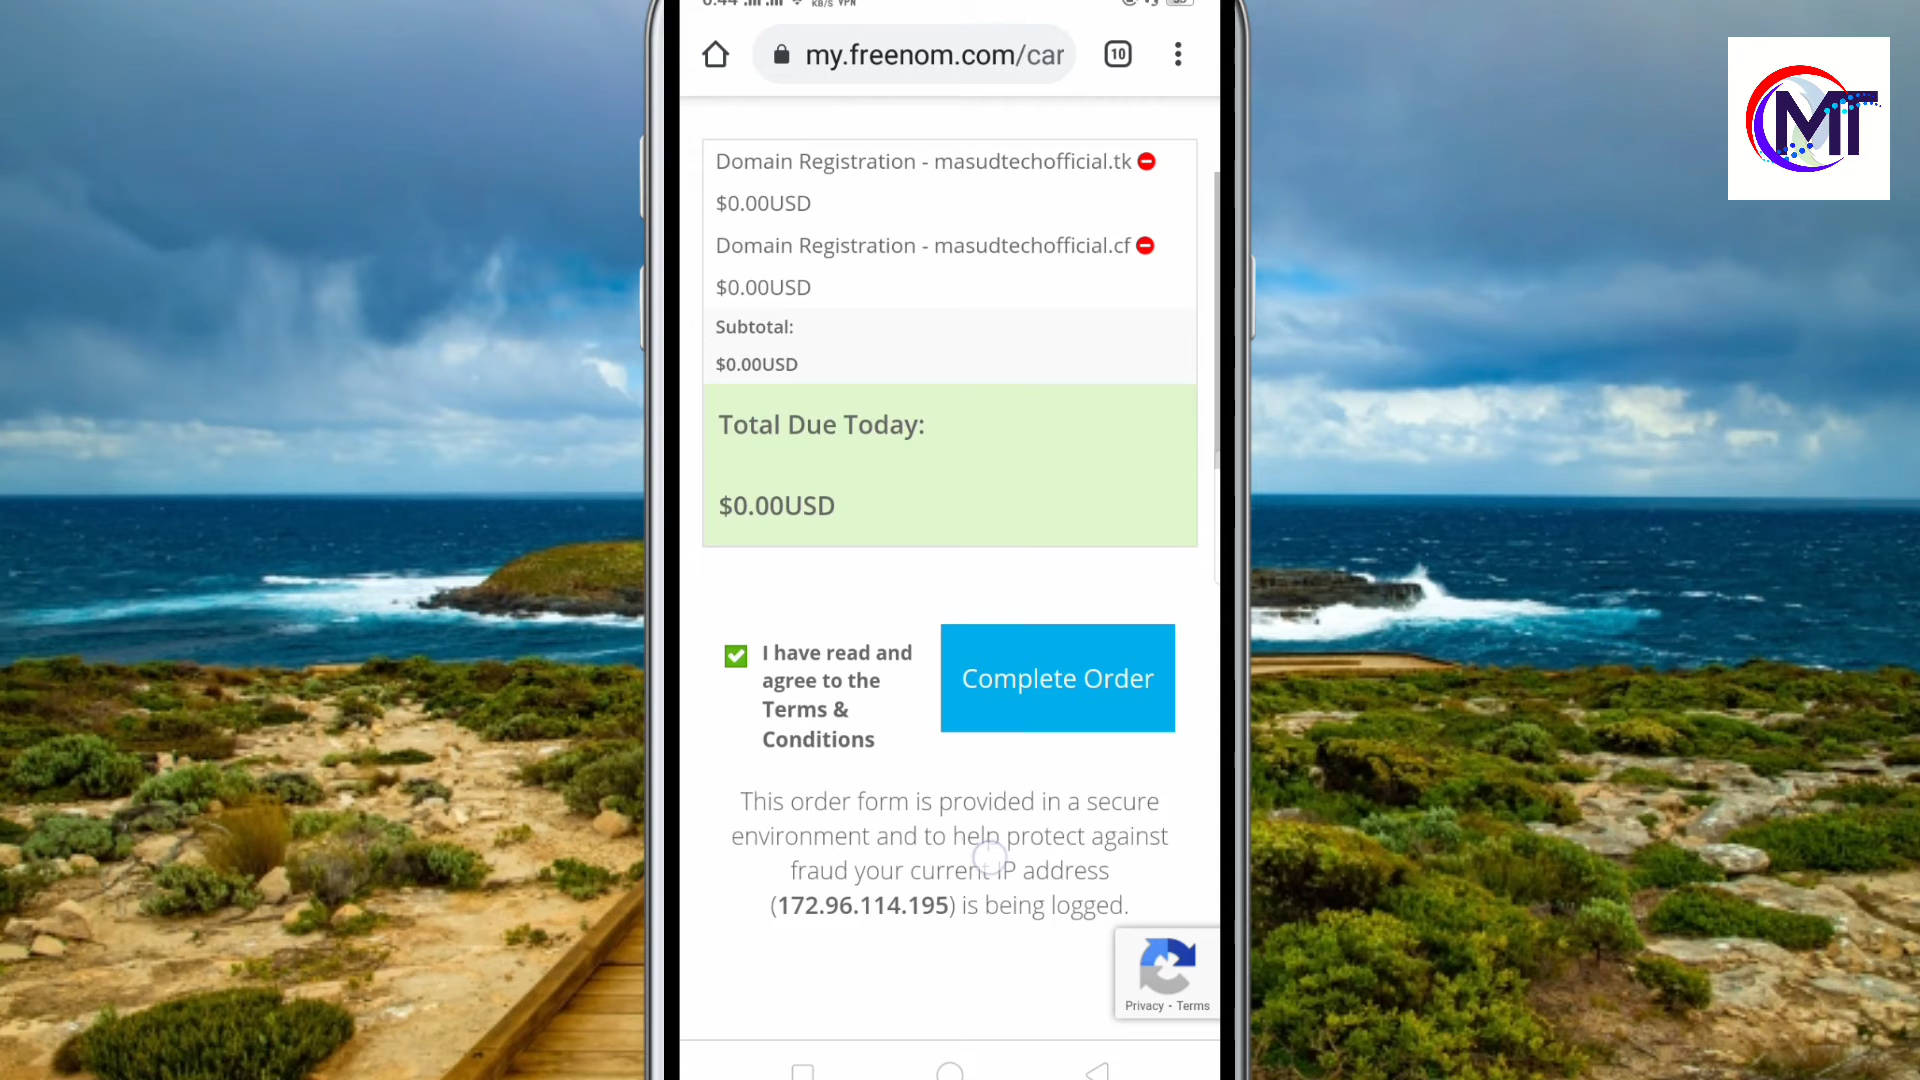 KB/S VPN
my.freenom.com/car
10
MT
Domain Registration - masudtechofficial.tk
$0.00USD
Domain Registration - masudtechofficial.cf
$0.00USD
Subtotal:
$0.00USD
Total Due Today:
$0.00USD
I have read and
agree to the
Terms &
Conditions
Complete Order
This order form is provided in a secure
environment and to help protect against
fraud your current IP address
(172.96.114.195) is being logged.
Privacy - Terms